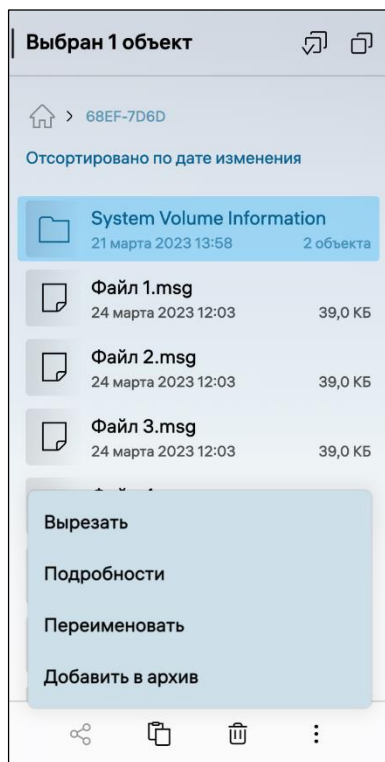 Выбран 1 объект
68EF-7D6D
Отсортировано по дате изменения
System Volume Information
21 марта 2023 13:58 2 объекта
Файл 1.msg
24 марта 2023 12:03 39,0 КБ
Файл 2.msg
24 марта 2023 12:03 39,0 КБ
Файл 3.msg
24 марта 2023 12:03 39,0 КБ
Вырезать
Подробности
Переименовать
Добавить в архив